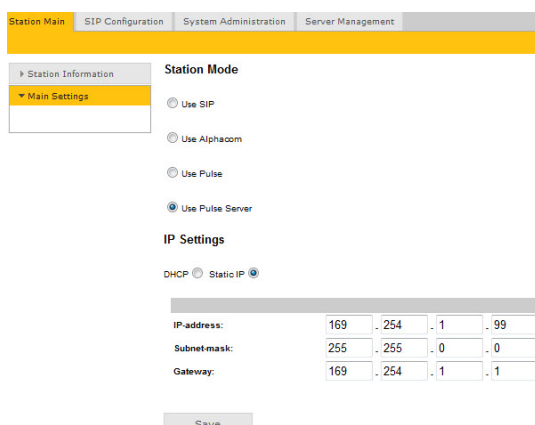 Station Main SIP Configuration System Administration Server Management
Station Information
Main Settings
Station Mode
Use SIP
Use Alphacom
Use Pulse
Use Pulse Server
IP Settings
DHCP Static IP
IP-address: 169 . 254 . 1 . 99
Subnet-mask: 255 . 255 . 0 . 0
Gateway: 169 . 254 . 1 . 1
Save